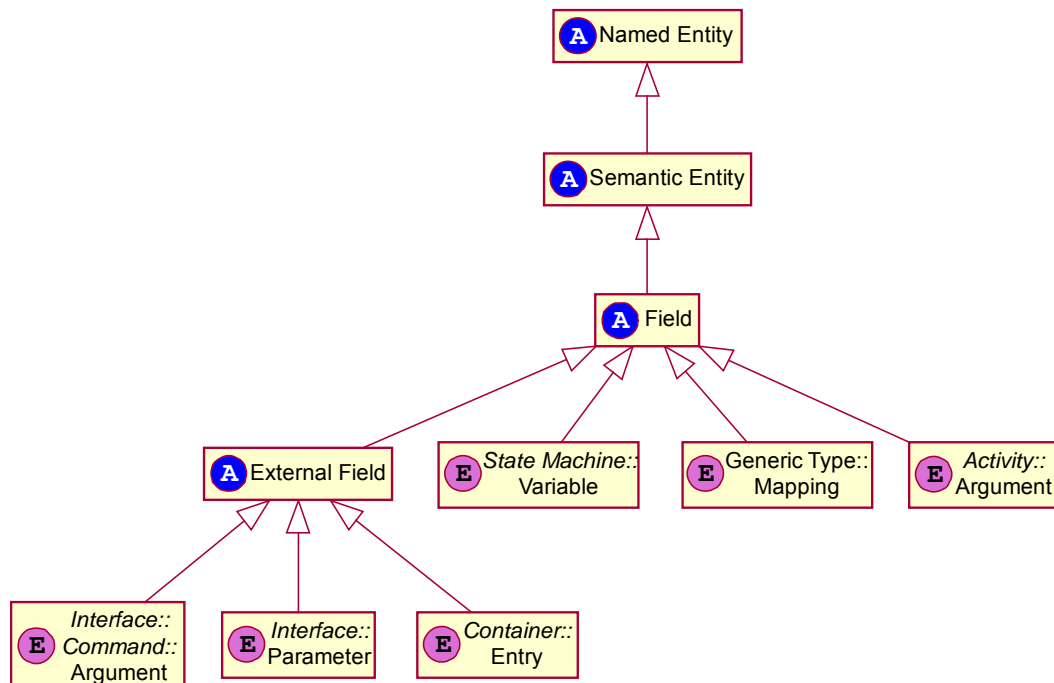 A Named Entity
A Semantic Entity
A Field
A External Field
E State Machine::
Variable
E Generic Type::
Mapping
E Activity::
Argument
E Interface::
Command::
Argument
E Interface::
Parameter
E Container::
Entry